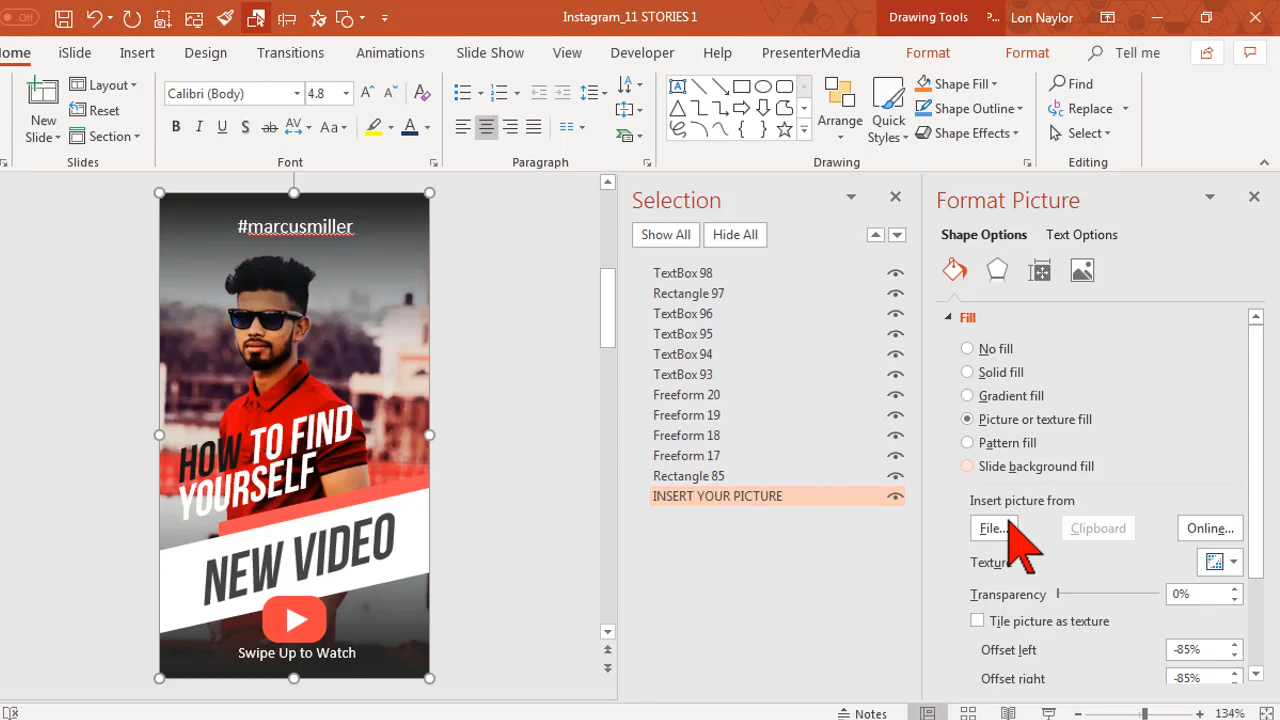 Off
Instagram_11 STORIES 1
Drawing Tools
?...
Lon Naylor
Home
iSlide
Insert
Design
Transitions
Animations
Slide Show
View
Developer
Help
PresenterMedia
Format
Format
Tell me
New
Slide
Layout
Reset
Section
Slides
Calibri (Body)
4.8
B I U S ab AV Aa
A
Font
Paragraph
Arrange
Quick
Styles
Shape Fill
Shape Outline
Shape Effects
Drawing
Find
Replace
Select
Editing
#marcusmiller
HOW TO FIND
YOURSELF
NEW VIDEO
Swipe Up to Watch
Selection
Show All
Hide All
TextBox 98
Rectangle 97
TextBox 96
TextBox 95
TextBox 94
TextBox 93
Freeform 20
Freeform 19
Freeform 18
Freeform 17
Rectangle 85
INSERT YOUR PICTURE
Format Picture
Shape Options
Text Options
Fill
No fill
Solid fill
Gradient fill
Picture or texture fill
Pattern fill
Slide background fill
Insert picture from
File...
Clipboard
Online...
Texture
Transparency
0%
Tile picture as texture
Offset left
-85%
Offset right
-85%
Notes
134%